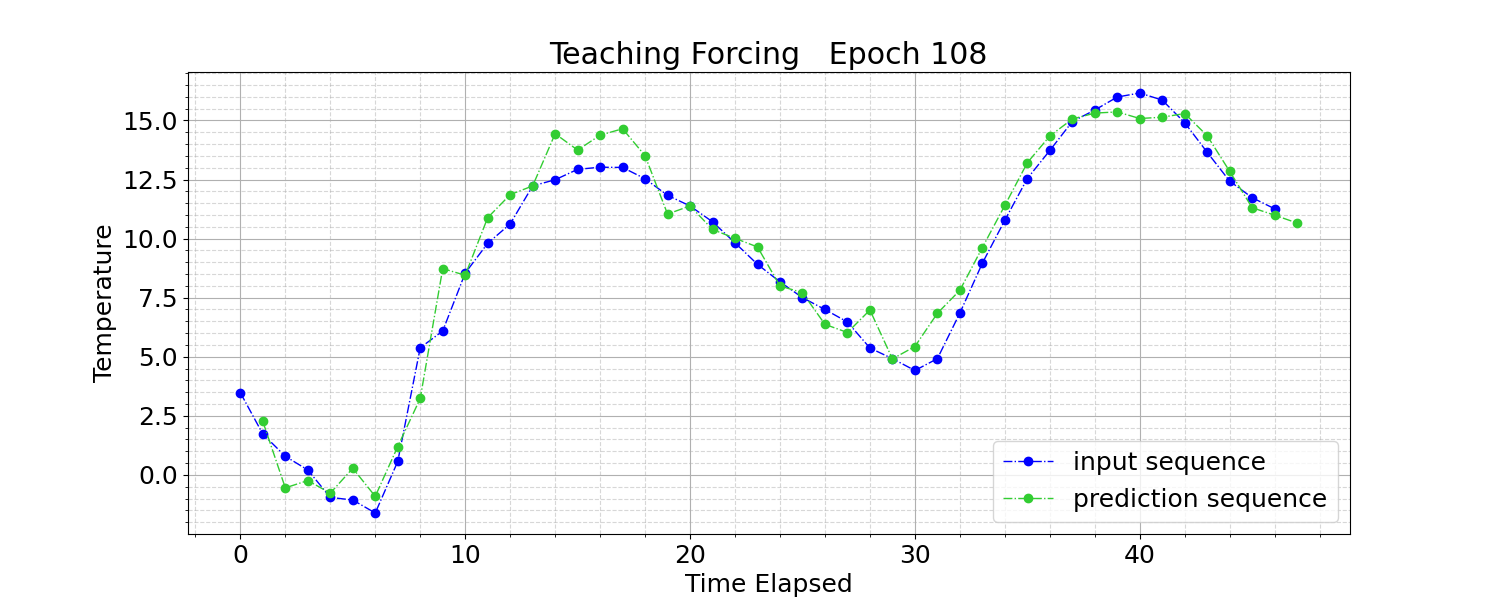 Teaching Forcing   Epoch 108
Temperature
15.0
12.5
10.0
7.5
5.0
2.5
0.0
input sequence
prediction sequence
0 10 20 30 40
Time Elapsed